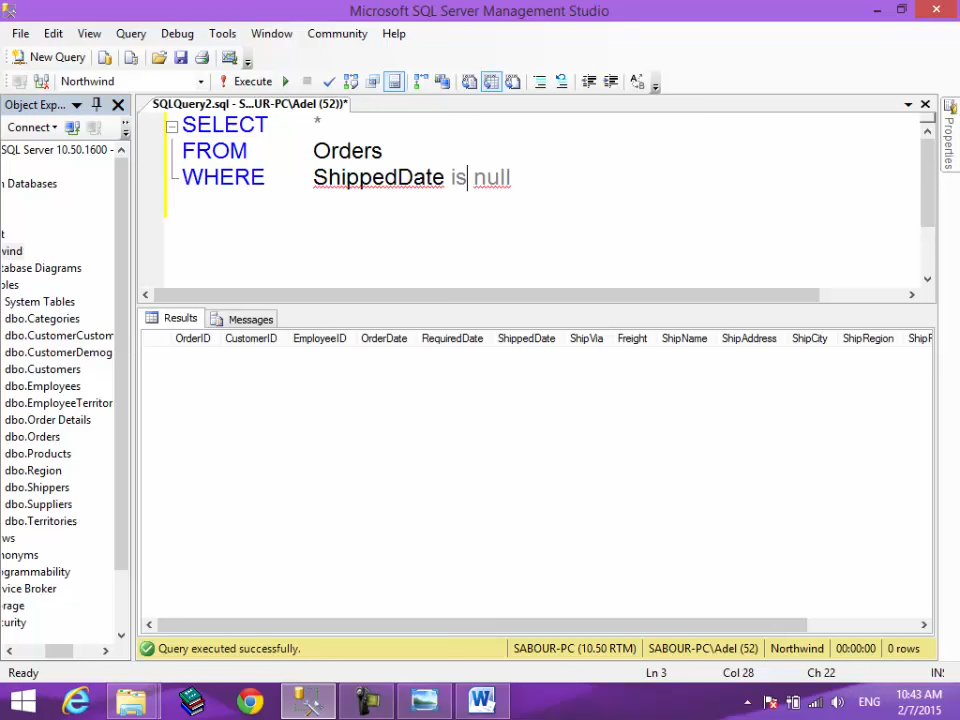 Microsoft SQL Server Management Studio
File Edit View Query Debug Tools Window Community Help
New Query
Northwind Execute
Object Exp... SQLQuery2.sql - S...UR-PC\Adel (52))*
Connect
SQL Server 10.50.1600 -
n Databases
t
wind
tabase Diagrams
bles
System Tables
dbo.Categories
dbo.CustomerCustom
dbo.CustomerDemog
dbo.Customers
dbo.Employees
dbo.EmployeeTerritor
dbo.Order Details
dbo.Orders
dbo.Products
dbo.Region
dbo.Shippers
dbo.Suppliers
dbo.Territories
ws
nonyms
ogrammability
vice Broker
orage
curity
SELECT *
FROM Orders
WHERE ShippedDate is null
Properties
Results Messages
OrderID CustomerID EmployeeID OrderDate RequiredDate ShippedDate ShipVia Freight ShipName ShipAddress ShipCity ShipRegion ShipP
Query executed successfully. SABOUR-PC (10.50 RTM) SABOUR-PC\Adel (52) Northwind 00:00:00 0 rows
Ready Ln 3 Col 28 Ch 22 INS
ENG 10:43 AM
2/7/2015